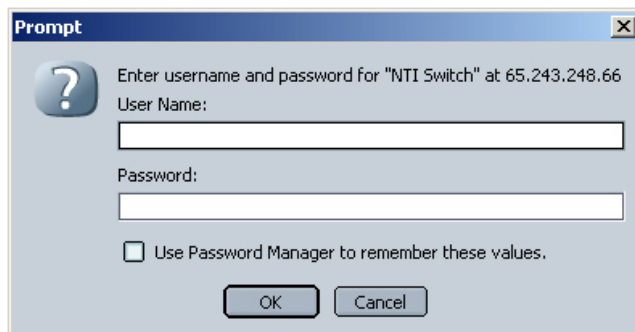 Prompt
Enter username and password for "NTI Switch" at 65.243.248.66
User Name:
Password:
Use Password Manager to remember these values.
OK
Cancel